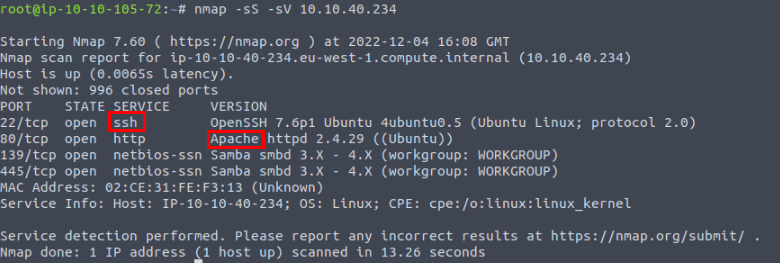 root@ip-10-10-105-72:~# nmap -sS -sV 10.10.40.234
Starting Nmap 7.60 ( https://nmap.org ) at 2022-12-04 16:08 GMT
Nmap scan report for ip-10-10-40-234.eu-west-1.compute.internal (10.10.40.234)
Host is up (0.0065s latency).
Not shown: 996 closed ports
PORT    STATE SERVICE     VERSION
22/tcp  open  ssh         OpenSSH 7.6p1 Ubuntu 4ubuntu0.5 (Ubuntu Linux; protocol 2.0)
80/tcp  open  http        Apache httpd 2.4.29 ((Ubuntu))
139/tcp open  netbios-ssn Samba smbd 3.X - 4.X (workgroup: WORKGROUP)
445/tcp open  netbios-ssn Samba smbd 3.X - 4.X (workgroup: WORKGROUP)
MAC Address: 02:CE:31:FE:F3:13 (Unknown)
Service Info: Host: IP-10-10-40-234; OS: Linux; CPE: cpe:/o:linux:linux_kernel
Service detection performed. Please report any incorrect results at https://nmap.org/submit/ .
Nmap done: 1 IP address (1 host up) scanned in 13.26 seconds